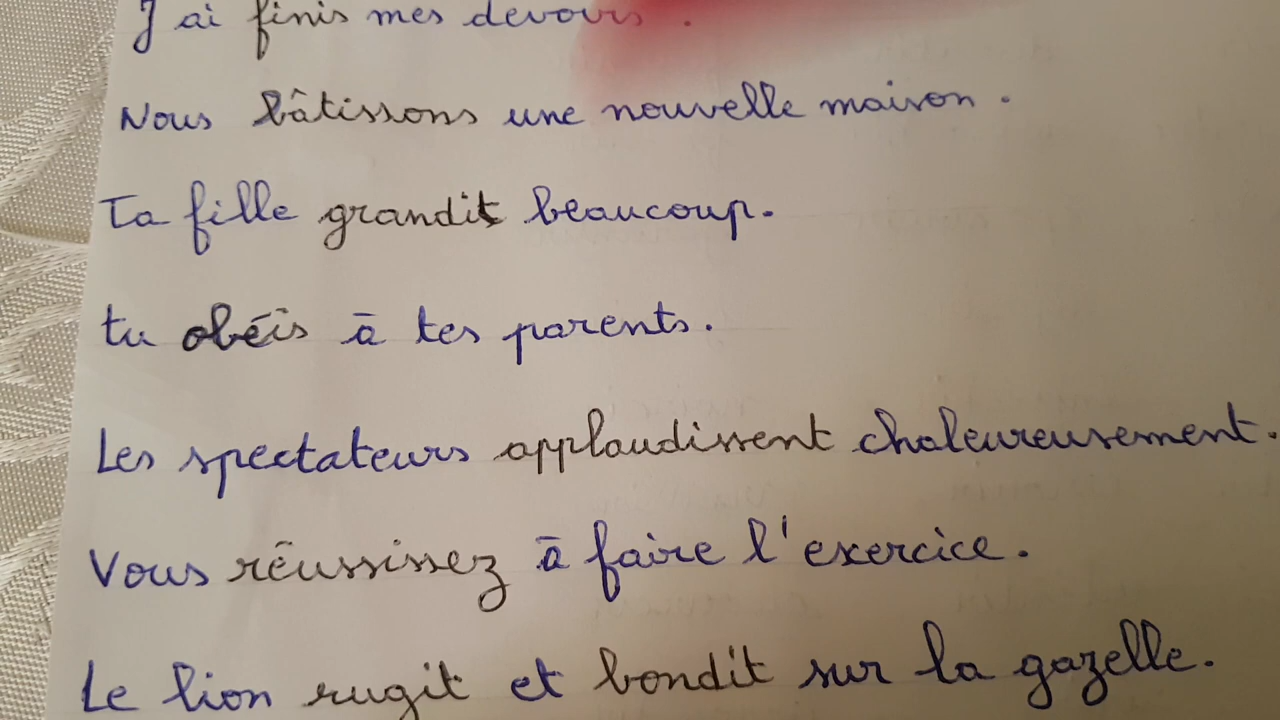 J'ai finis mes devoirs.
Nous bâtissons une nouvelle maison.
Ta fille grandit beaucoup.
tu obéis à tes parents.
Les spectateurs applaudissent chaleureusement.
Vous réussissez à faire l'exercice.
Le lion rugit et bondit sur la gazelle.